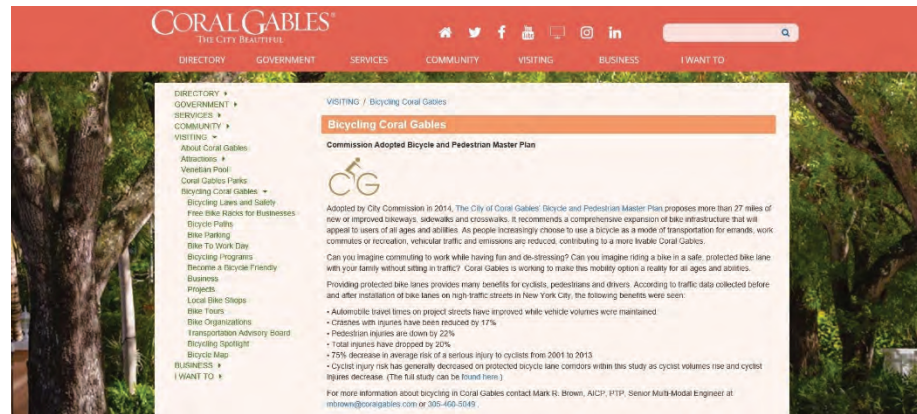 CORAL GABLES®
THE CITY BEAUTIFUL
DIRECTORY GOVERNMENT SERVICES COMMUNITY VISITING BUSINESS I WANT TO
DIRECTORY
GOVERNMENT
SERVICES
COMMUNITY
VISITING
About Coral Gables
Attractions
Venetian Pool
Coral Gables Parks
Bicycling Coral Gables
Bicycling Laws and Safety
Free Bike Racks for Businesses
Bicycle Paths
Bike Parking
Bike To Work Day
Bicycling Programs
Become a Bicycle Friendly
Business
Projects
Local Bike Shops
Bike Tours
Bike Organizations
Transportation Advisory Board
Bicycling Spotlight
Bicycle Map
BUSINESS
I WANT TO
VISITING / Bicycling Coral Gables
Bicycling Coral Gables
Commission Adopted Bicycle and Pedestrian Master Plan
CG
Adopted by City Commission in 2014, The City of Coral Gables' Bicycle and Pedestrian Master Plan proposes more than 27 miles of
new or improved bikeways, sidewalks and crosswalks. It recommends a comprehensive expansion of bike infrastructure that will
appeal to users of all ages and abilities. As people increasingly choose to use a bicycle as a mode of transportation for errands, work
commutes or recreation, vehicular traffic and emissions are reduced, contributing to a more livable Coral Gables.
Can you imagine commuting to work while having fun and de-stressing? Can you imagine riding a bike in a safe, protected bike lane
with your family without sitting in traffic? Coral Gables is working to make this mobility option a reality for all ages and abilities.
Providing protected bike lanes provides many benefits for cyclists, pedestrians and drivers. According to traffic data collected before
and after installation of bike lanes on high-traffic streets in New York City, the following benefits were seen:
• Automobile travel times on project streets have improved while vehicle volumes were maintained
• Crashes with injuries have been reduced by 17%
• Pedestrian injuries are down by 22%
• Total injuries have dropped by 20%
• 75% decrease in average risk of a serious injury to cyclists from 2001 to 2013
• Cyclist injury risk has generally decreased on protected bicycle lane corridors within this study as cyclist volumes rise and cyclist
injures decrease. (The full study can be found here.)
For more information about bicycling in Coral Gables contact Mark R. Brown, AICP, PTP, Senior Multi-Modal Engineer at
mbrown@coralgables.com or 305-460-5049